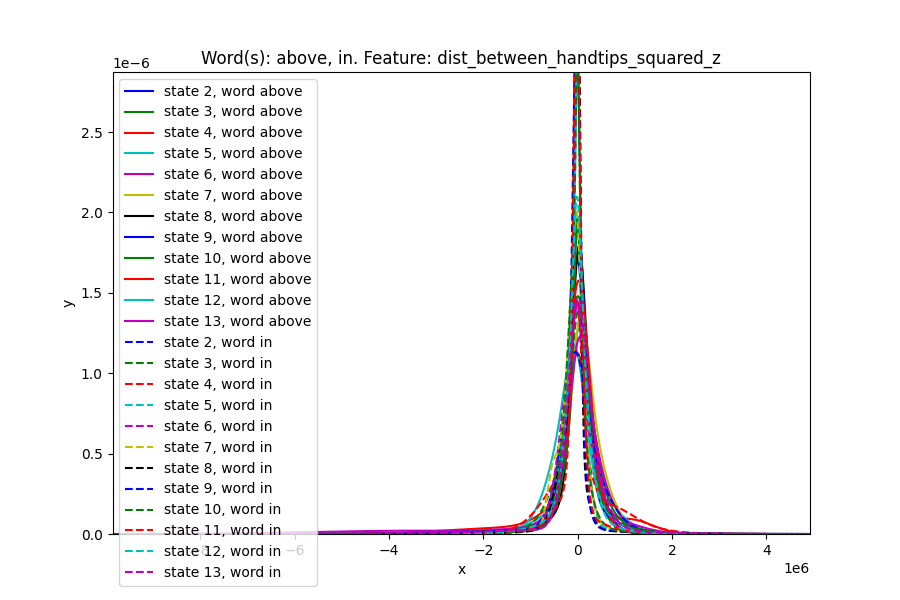 Word(s): above, in. Feature: dist_between_handtips_squared_z
1e−6
state 2, word above
state 3, word above
state 4, word above
state 5, word above
state 6, word above
state 7, word above
state 8, word above
state 9, word above
state 10, word above
state 11, word above
state 12, word above
state 13, word above
state 2, word in
state 3, word in
state 4, word in
state 5, word in
state 6, word in
state 7, word in
state 8, word in
state 9, word in
state 10, word in
state 11, word in
state 12, word in
state 13, word in
2.5
2.0
1.5
1.0
0.5
0.0
y
−8 −6 −4 −2 0 2 4
x
1e6